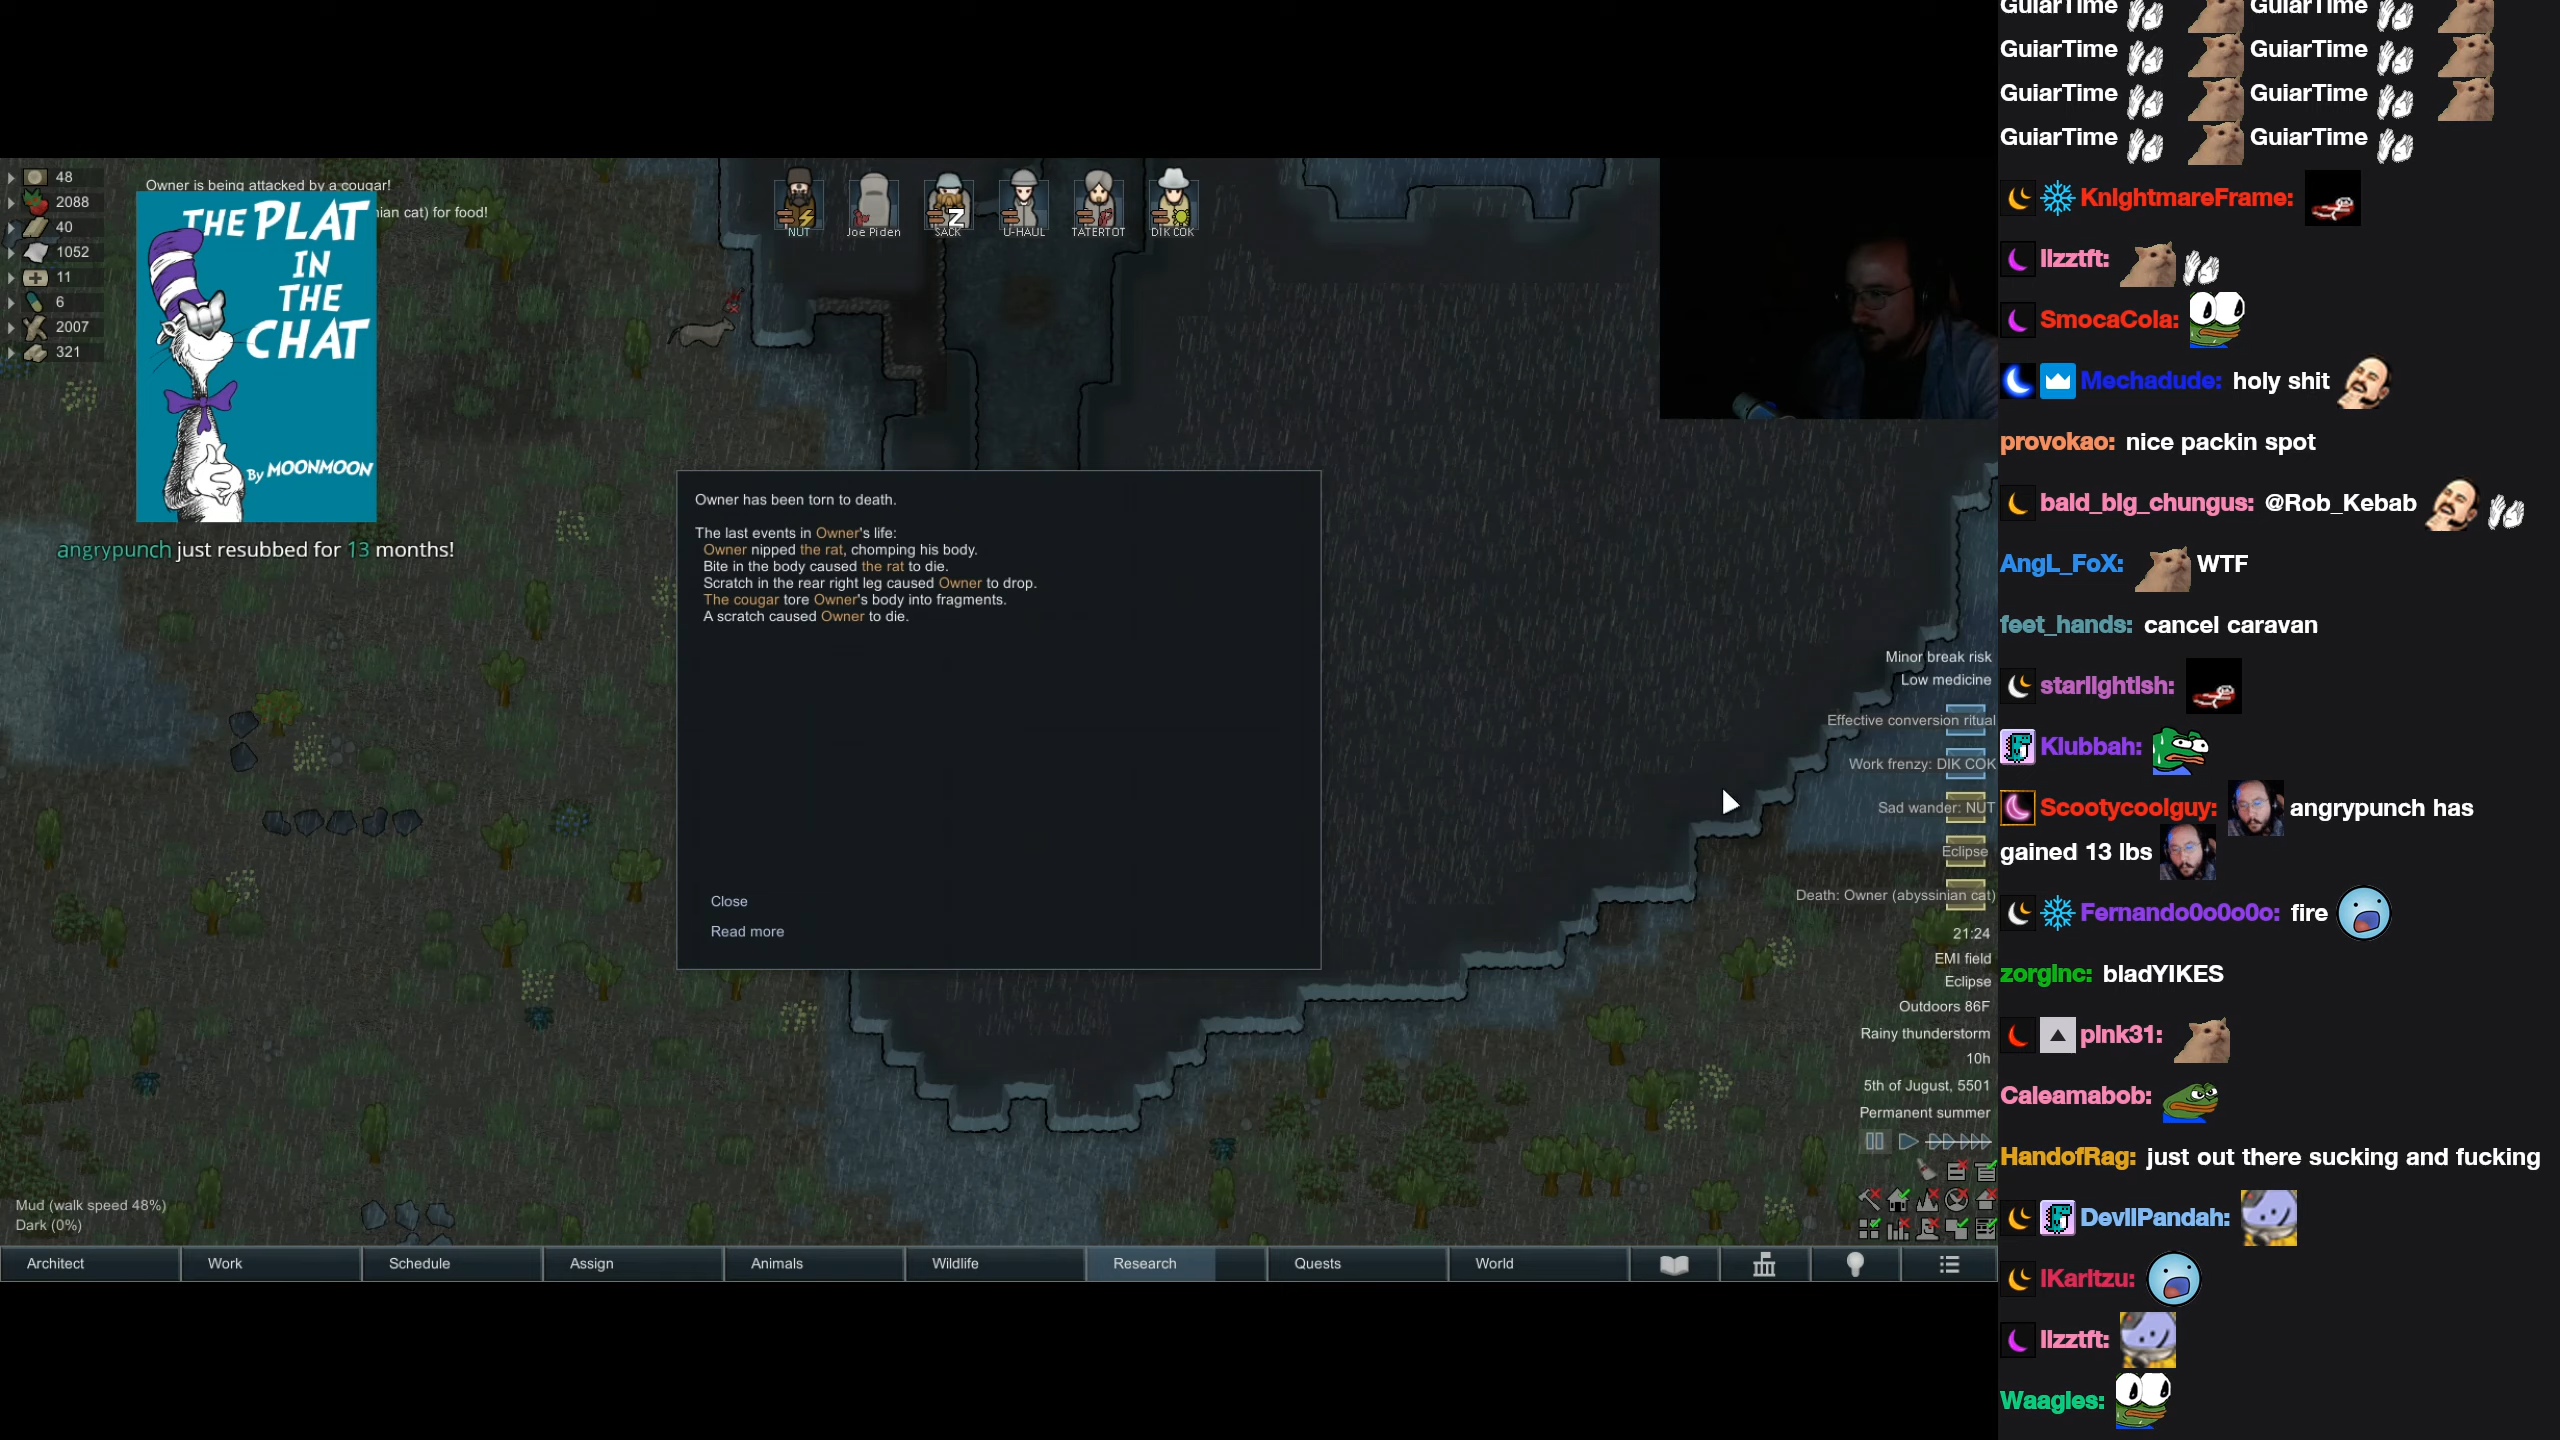 48
2088
40
1052
11
6
2007
321
Owner is being attacked by a cougar!
nian cat) for food!
THE PLAT
IN
THE
CHAT
By MOONMOON
angrypunch just resubbed for 13 months!
NUT
Joe Piden
SACK
U-HAUL
TATERTOT
DIK COK
Z
Owner has been torn to death.
The last events in Owner's life:
Owner nipped the rat, chomping his body.
Bite in the body caused the rat to die.
Scratch in the rear right leg caused Owner to drop.
The cougar tore Owner's body into fragments.
A scratch caused Owner to die.
Close
Read more
Minor break risk
Low medicine
Effective conversion ritual
Work frenzy: DIK COK
Sad wander: NUT
Eclipse
Death: Owner (abyssinian cat)
21:24
EMI field
Eclipse
Outdoors 86F
Rainy thunderstorm
10h
5th of Jugust, 5501
Permanent summer
Mud (walk speed 48%)
Dark (0%)
Architect
Work
Schedule
Assign
Animals
Wildlife
Research
Quests
World
GuiarTime GuiarTime
GuiarTime GuiarTime
GuiarTime GuiarTime
GuiarTime GuiarTime
KnightmareFrame:
lizztft:
SmocaCola:
Mechadude: holy shit
provokao: nice packin spot
bald_big_chungus: @Rob_Kebab
AngL_FoX: WTF
feet_hands: cancel caravan
starlightish:
Klubbah:
Scootycoolguy: angrypunch has
gained 13 lbs
Fernando0o0o0o: fire
zorginc: bladYIKES
pink31:
Caleamabob:
HandofRag: just out there sucking and fucking
DevilPandah:
IKaritzu:
lizztft:
Waagles: